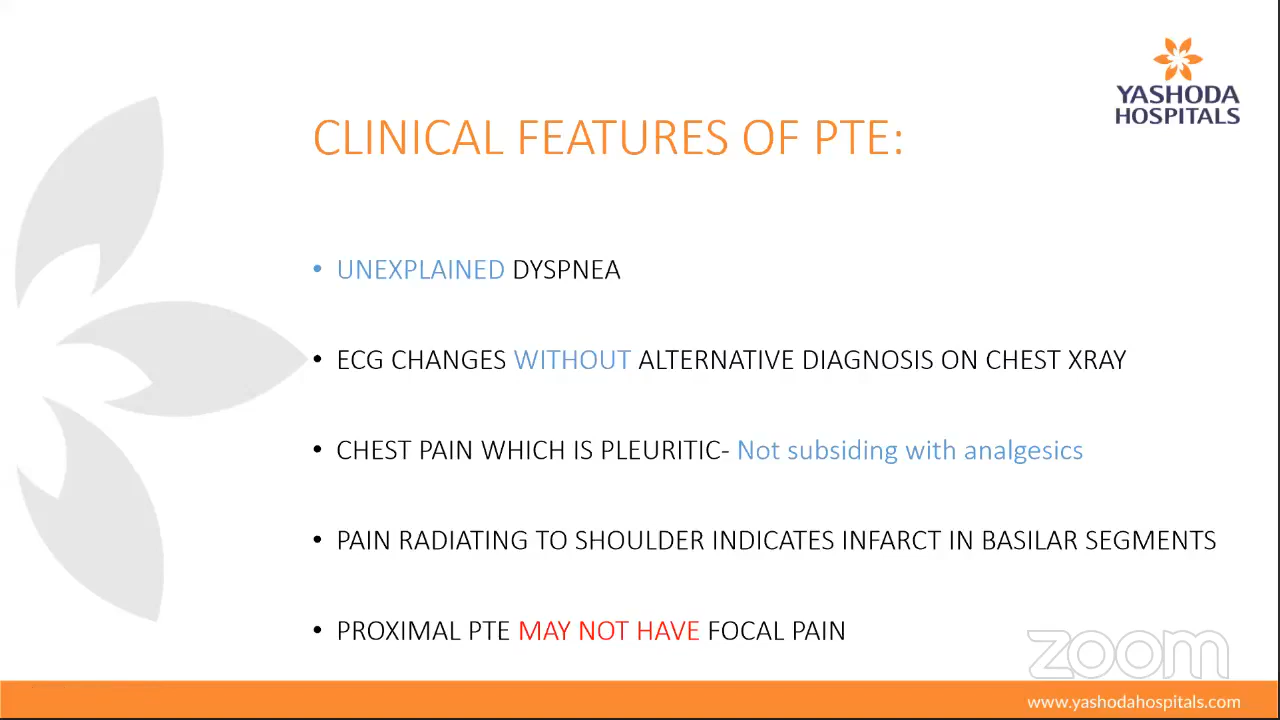 YASHODA
HOSPITALS
CLINICAL FEATURES OF PTE:
• UNEXPLAINED DYSPNEA
• ECG CHANGES WITHOUT ALTERNATIVE DIAGNOSIS ON CHEST XRAY
• CHEST PAIN WHICH IS PLEURITIC- Not subsiding with analgesics
• PAIN RADIATING TO SHOULDER INDICATES INFARCT IN BASILAR SEGMENTS
• PROXIMAL PTE MAY NOT HAVE FOCAL PAIN
zoom
www.yashodahospitals.com